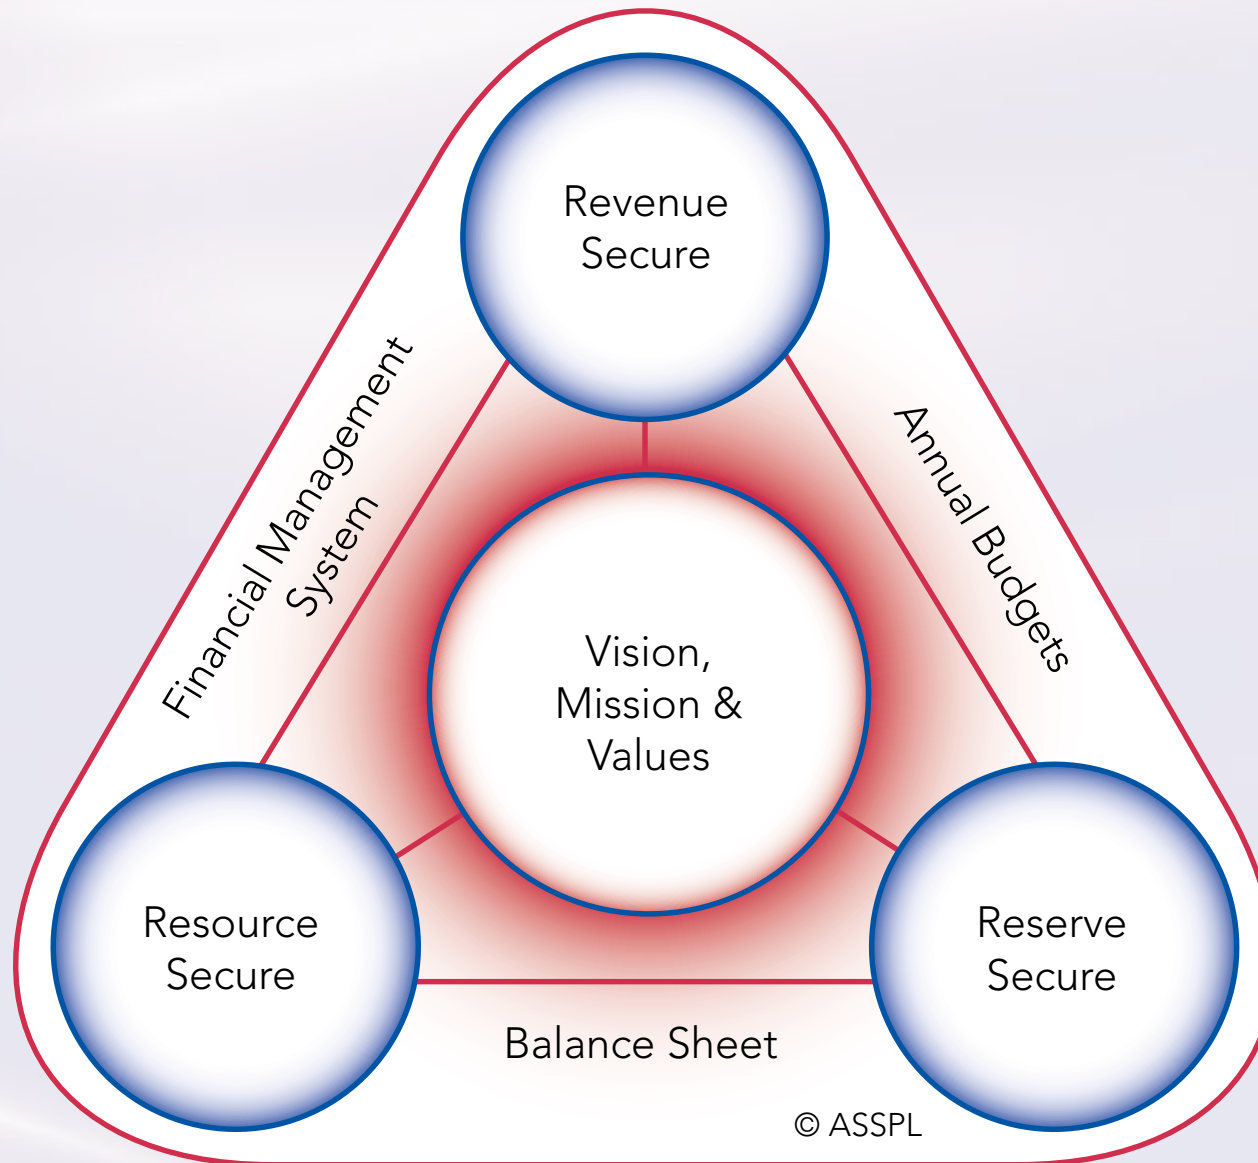 Revenue
Secure
Financial Management
System
Annual Budgets
Vision,
Mission &
Values
Resource
Secure
Reserve
Secure
Balance Sheet
© ASSPL